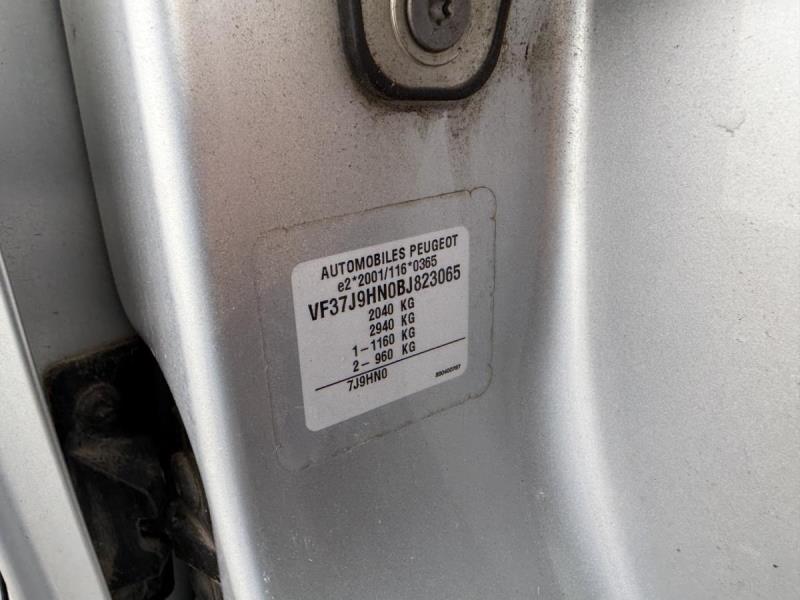 AUTOMOBILES PEUGEOT
e2*2001/116*0365
VF37J9HN0BJ823065
2040 KG
2940 KG
1-1160 KG
2- 960 KG
7J9HN0